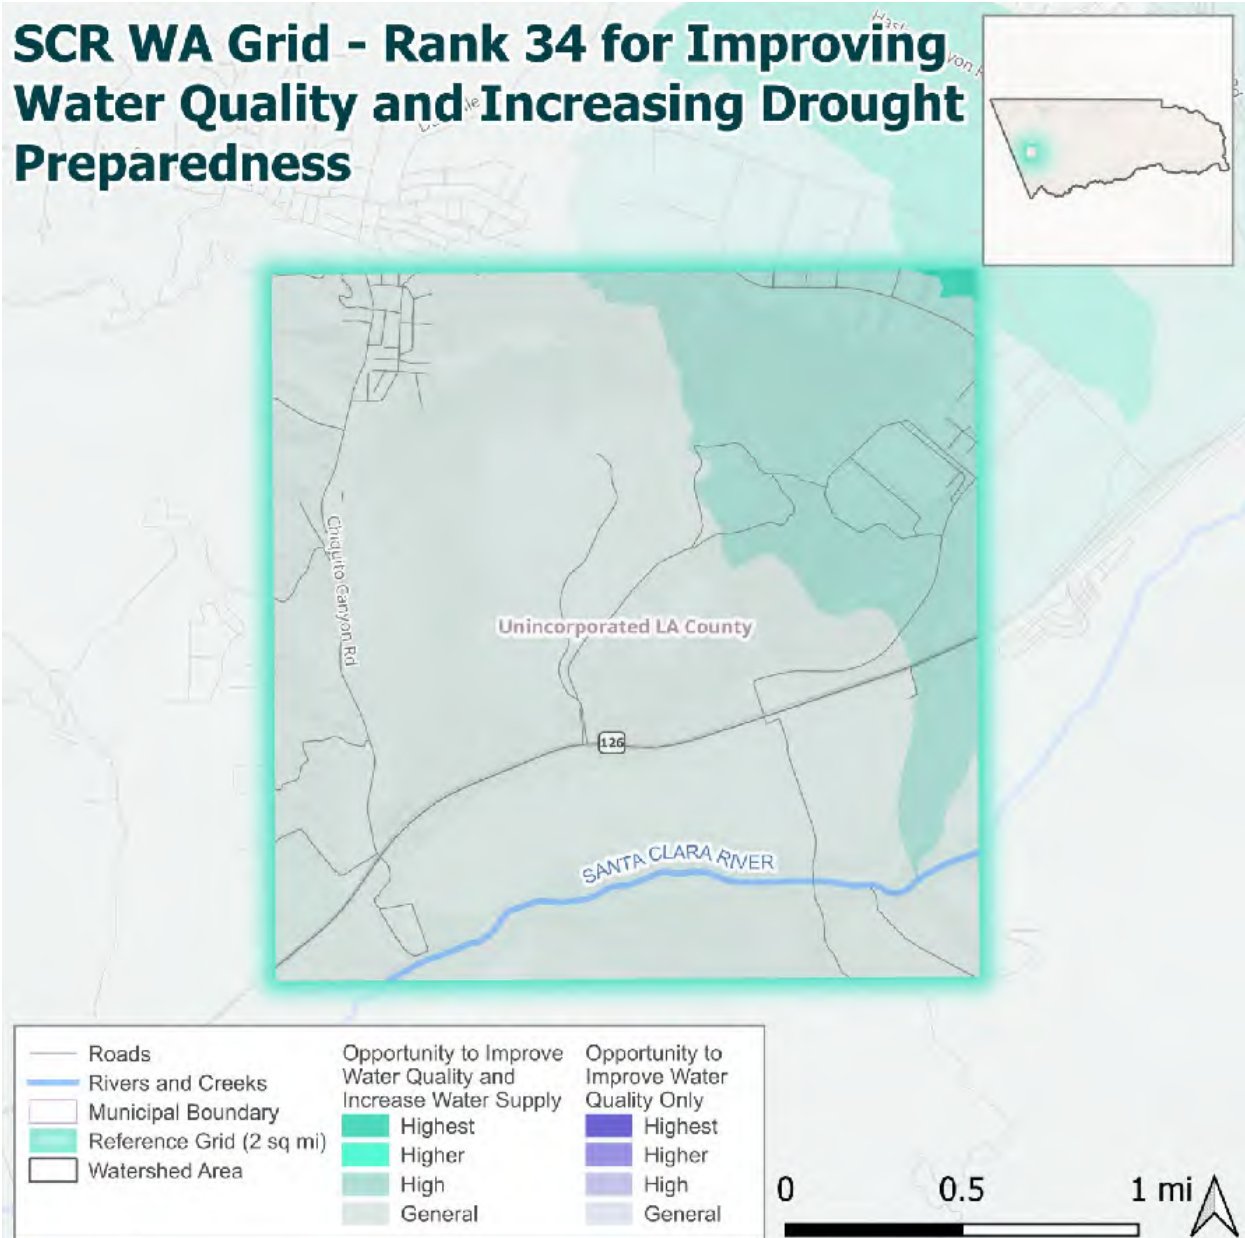 SCR WA Grid - Rank 34 for Improving
Water Quality and Increasing Drought
Preparedness
Chiquito Canyon Rd
Unincorporated LA County
126
SANTA CLARA RIVER
Roads
Rivers and Creeks
Municipal Boundary
Reference Grid (2 sq mi)
Watershed Area
Opportunity to Improve
Water Quality and
Increase Water Supply
Highest
Higher
High
General
Opportunity to
Improve Water
Quality Only
Highest
Higher
High
General
0 0.5 1 mi